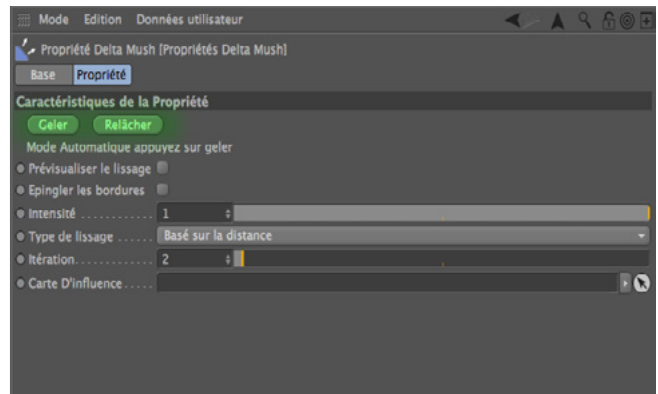 Mode Edition Données utilisateur
Propriété Delta Mush [Propriétés Delta Mush]
Base Propriété
Caractéristiques de la Propriété
Geler Relâcher
Mode Automatique appuyez sur geler
Prévisualiser le lissage
Epingler les bordures
Intensité . . . . . . . . . . . . 1
Type de lissage . . . . . . Basé sur la distance
Itération. . . . . . . . . . . . 2
Carte D'influence . . . . .